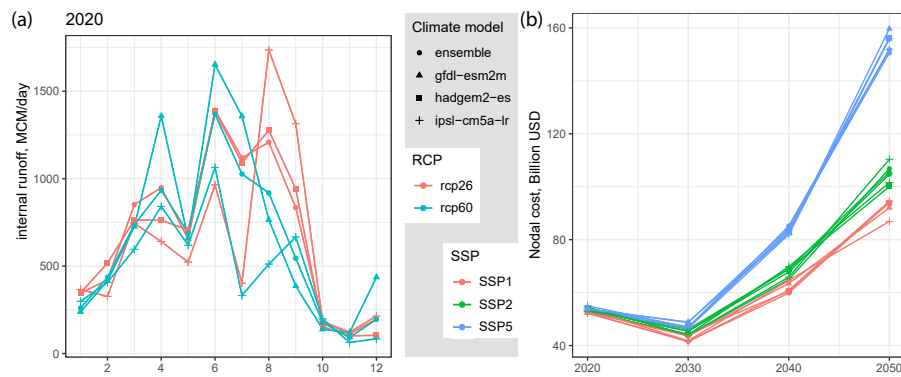 (a)
2020
internal runoff, MCM/day
1500
1000
500
0
0 2 4 6 8 10 12
Climate model
ensemble
gfdl-esm2m
hadgem2-es
ipsl-cm5a-lr
RCP
rcp26
rcp60
SSP
SSP1
SSP2
SSP5
(b)
Nodal cost, Billion USD
160
120
80
40
2020 2030 2040 2050